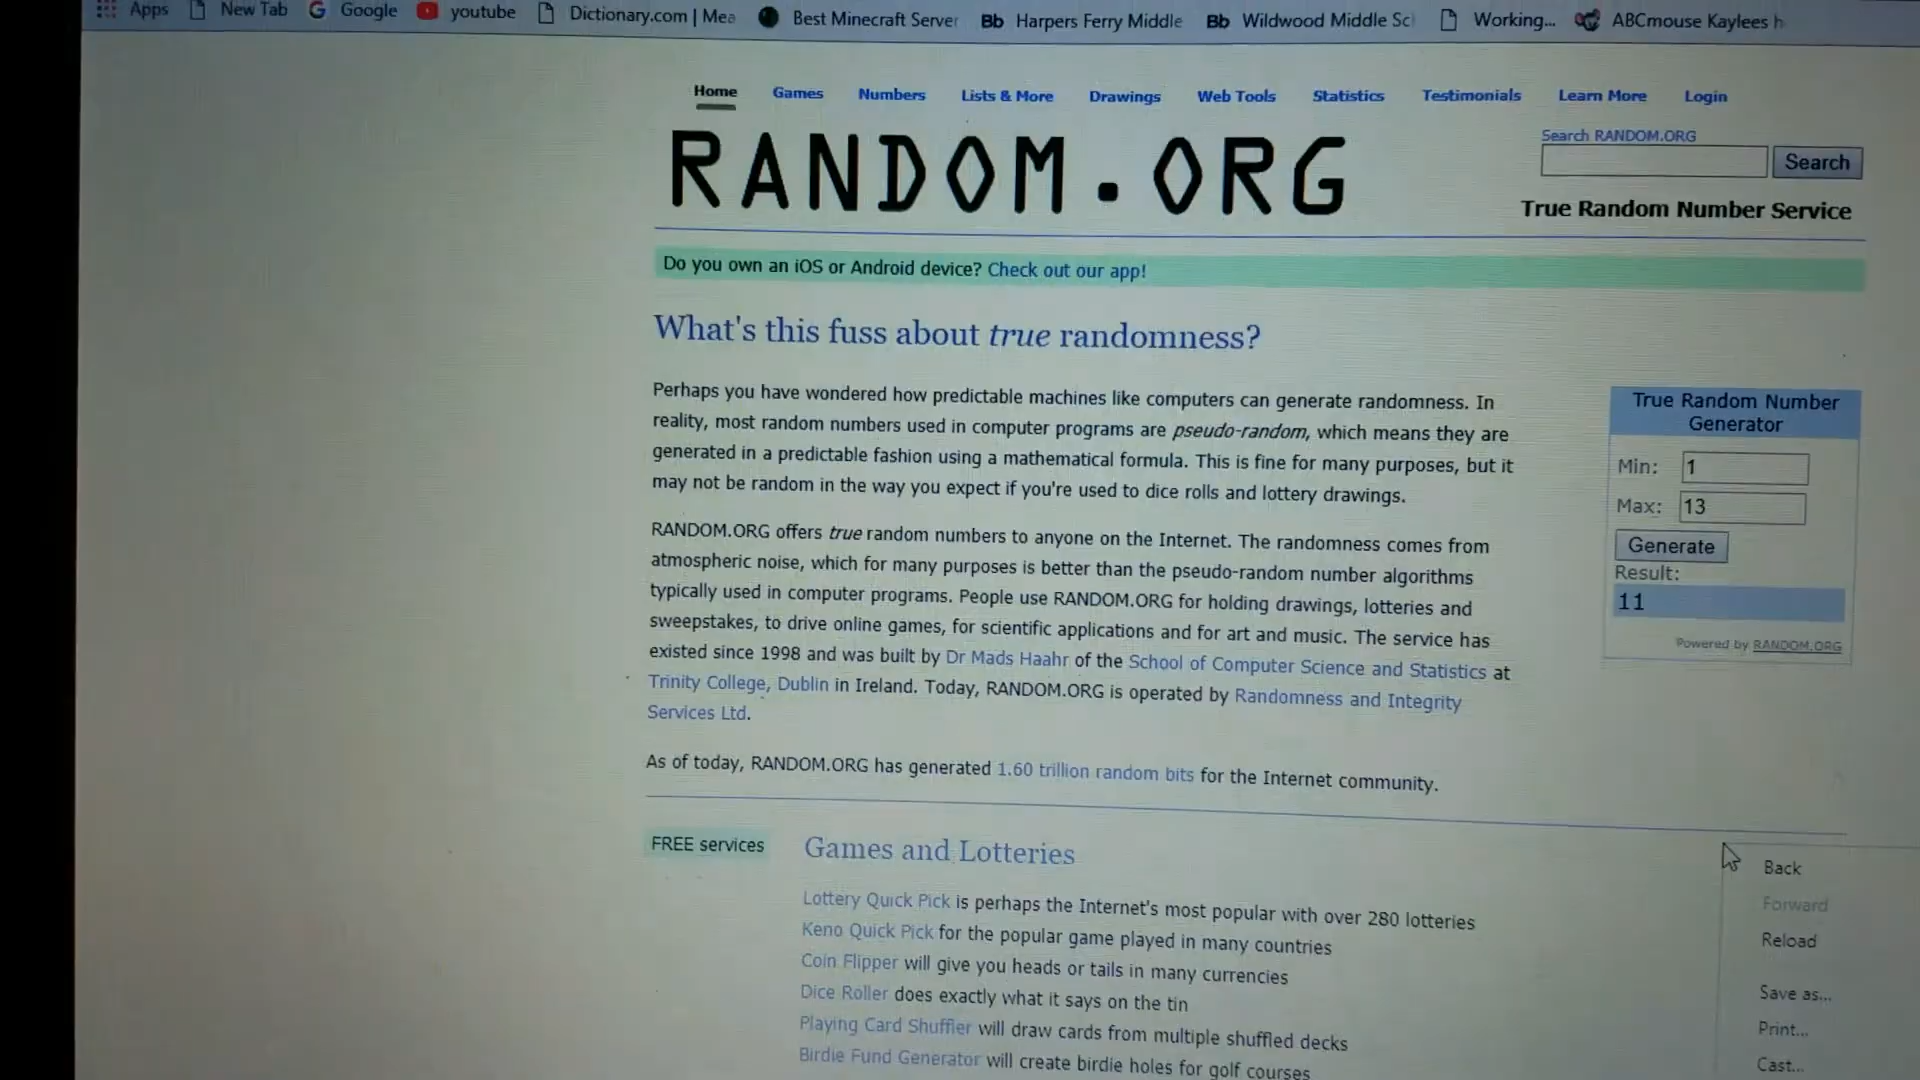 Apps New Tab Google youtube Dictionary.com | Mea Best Minecraft Server Bb Harpers Ferry Middle Bb Wildwood Middle Sc Working... ABCmouse Kaylees h
Home Games Numbers Lists & More Drawings Web Tools Statistics Testimonials Learn More Login
RANDOM.ORG
Search RANDOM.ORG
Search
True Random Number Service
Do you own an iOS or Android device? Check out our app!
What's this fuss about true randomness?
Perhaps you have wondered how predictable machines like computers can generate randomness. In
reality, most random numbers used in computer programs are pseudo-random, which means they are
generated in a predictable fashion using a mathematical formula. This is fine for many purposes, but it
may not be random in the way you expect if you're used to dice rolls and lottery drawings.
RANDOM.ORG offers true random numbers to anyone on the Internet. The randomness comes from
atmospheric noise, which for many purposes is better than the pseudo-random number algorithms
typically used in computer programs. People use RANDOM.ORG for holding drawings, lotteries and
sweepstakes, to drive online games, for scientific applications and for art and music. The service has
existed since 1998 and was built by Dr Mads Haahr of the School of Computer Science and Statistics at
Trinity College, Dublin in Ireland. Today, RANDOM.ORG is operated by Randomness and Integrity
Services Ltd.
As of today, RANDOM.ORG has generated 1.60 trillion random bits for the Internet community.
True Random Number
Generator
Min: 1
Max: 13
Generate
Result:
11
Powered by RANDOM.ORG
FREE services
Games and Lotteries
Lottery Quick Pick is perhaps the Internet's most popular with over 280 lotteries
Keno Quick Pick for the popular game played in many countries
Coin Flipper will give you heads or tails in many currencies
Dice Roller does exactly what it says on the tin
Playing Card Shuffler will draw cards from multiple shuffled decks
Birdie Fund Generator will create birdie holes for golf courses
Back
Forward
Reload
Save as...
Print...
Cast...